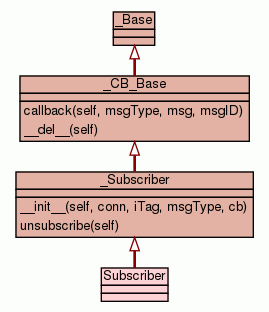 _Base
_CB_Base
callback(self, msgType, msg, msgID)
__del__(self)
_Subscriber
__init__(self, conn, iTag, msgType, cb)
unsubscribe(self)
Subscriber